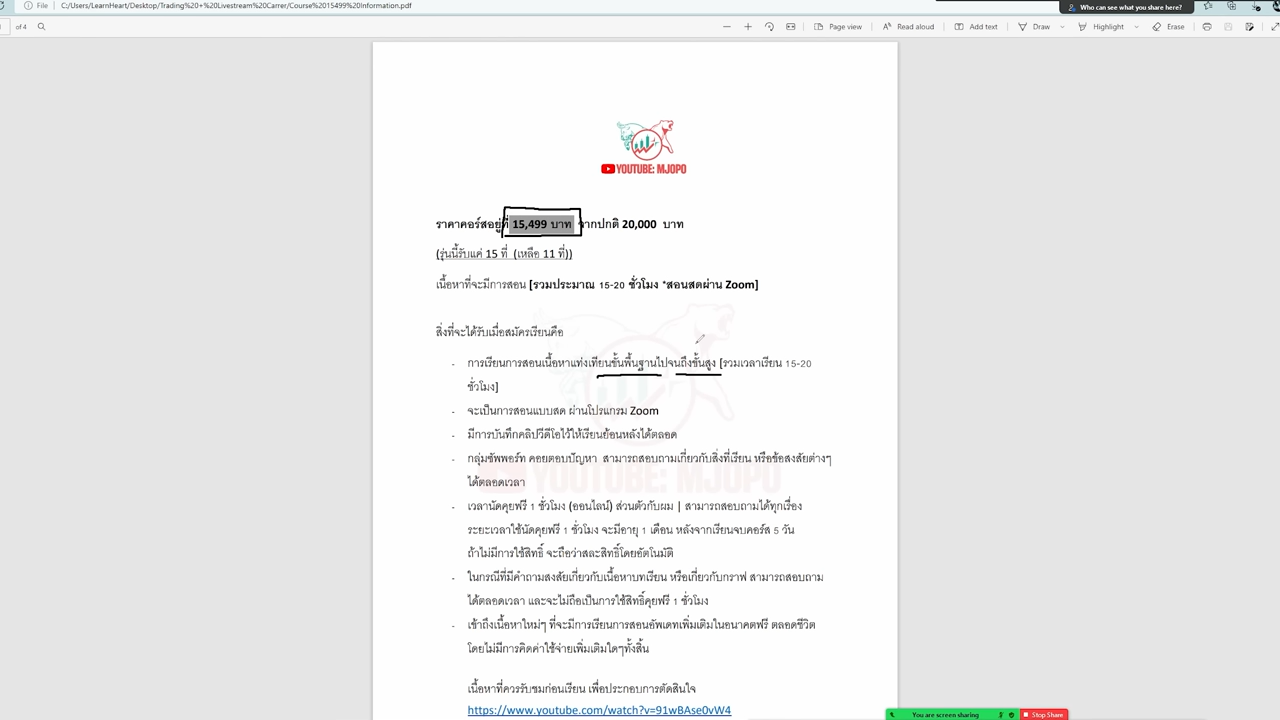 File C:/Users/LearnHeart/Desktop/Trading%20+%20Livestream%20Carrer/Course%2015499%20Information.pdf
Who can see what you share here?
of 4
Page view
Read aloud
Add text
Draw
Highlight
Erase
YOUTUBE: MJOPO
ราคาคอร์สอยู่ที่ 15,499 บาท จากปกติ 20,000 บาท
(รุ่นนี้รับแค่ 15 ที่ (เหลือ 11 ที่))
เนื้อหาที่จะมีการสอน [รวมประมาณ 15-20 ชั่วโมง *สอนสดผ่าน Zoom]
สิ่งที่จะได้รับเมื่อสมัครเรียนคือ
- การเรียนการสอนเนื้อหาแท่งเทียนขั้นพื้นฐานไปจนถึงขั้นสูง [รวมเวลาเรียน 15-20
ชั่วโมง]
- จะเป็นการสอนแบบสด ผ่านโปรแกรม Zoom
- มีการบันทึกคลิปวีดีโอไว้ให้เรียนย้อนหลังได้ตลอด
- กลุ่มซัพพอร์ท คอยตอบปัญหา สามารถสอบถามเกี่ยวกับสิ่งที่เรียน หรือข้อสงสัยต่างๆ
ได้ตลอดเวลา
YOUTUBE: MJOPO
- เวลานัดคุยฟรี 1 ชั่วโมง (ออนไลน์) ส่วนตัวกับผม | สามารถสอบถามได้ทุกเรื่อง
ระยะเวลาใช้นัดคุยฟรี 1 ชั่วโมง จะมีอายุ 1 เดือน หลังจากเรียนจบคอร์ส 5 วัน
ถ้าไม่มีการใช้สิทธิ์ จะถือว่าสละสิทธิ์โดยอัตโนมัติ
- ในกรณีที่มีคำถามสงสัยเกี่ยวกับเนื้อหาบทเรียน หรือเกี่ยวกับกราฟ สามารถสอบถาม
ได้ตลอดเวลา และจะไม่ถือเป็นการใช้สิทธิ์คุยฟรี 1 ชั่วโมง
- เข้าถึงเนื้อหาใหม่ๆ ที่จะมีการเรียนการสอนอัพเดทเพิ่มเติมในอนาคตฟรี ตลอดชีวิต
โดยไม่มีการคิดค่าใช้จ่ายเพิ่มเติมใดๆทั้งสิ้น
เนื้อหาที่ควรรับชมก่อนเรียน เพื่อประกอบการตัดสินใจ
https://www.youtube.com/watch?v=91wBAse0vW4
You are screen sharing
Stop Share